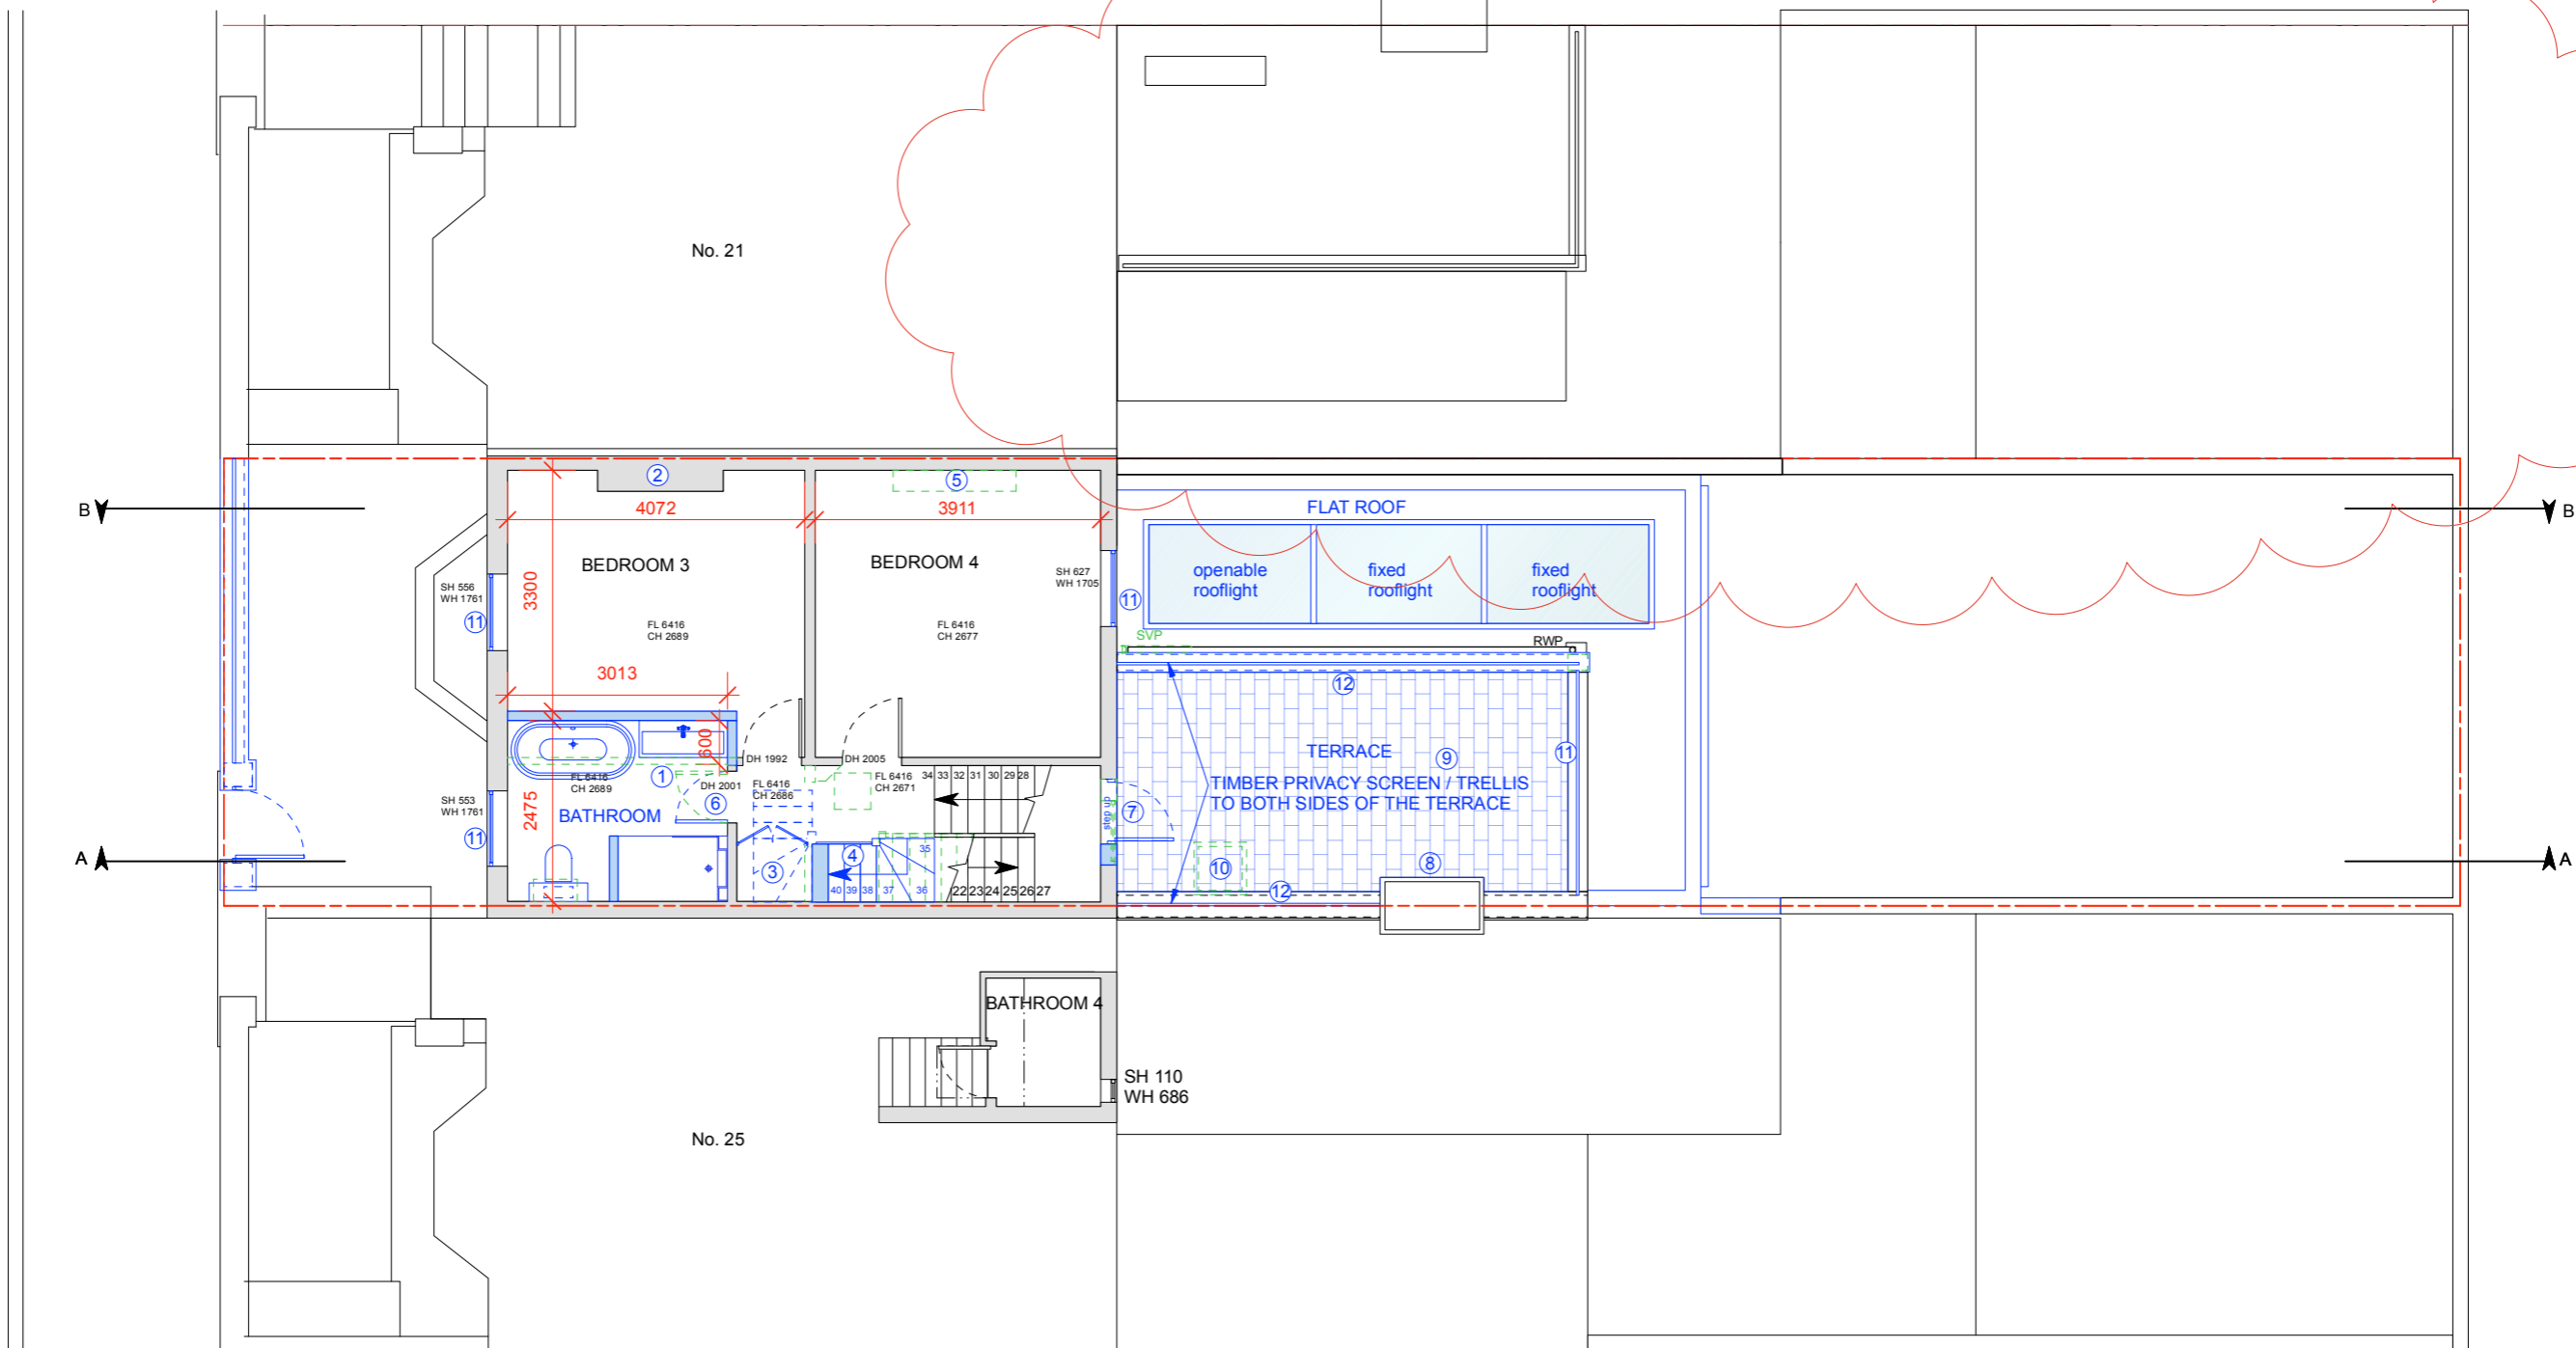 No. 21
B
B
2
5
4072
3911
FLAT ROOF
BEDROOM 3
BEDROOM 4
openable
rooflight
fixed
rooflight
fixed
rooflight
SH 556
WH 1761
11
3300
SH 627
WH 1705
11
FL 6416
CH 2689
FL 6416
CH 2677
SVP
RWP
3013
12
600
TERRACE
9
11
DH 1992
DH 2005
1
FL 6416
CH 2689
DH 2001
FL 6416
CH 2686
FL 6416
CH 2671
34 33 32 31 30 29 28
TIMBER PRIVACY SCREEN / TRELLIS
TO BOTH SIDES OF THE TERRACE
SH 553
WH 1761
11
2475
BATHROOM
6
step up
7
A
A
3
4
35
8
10
40 39 38 37 36
22 23 24 25 26 27
12
BATHROOM 4
SH 110
WH 686
No. 25